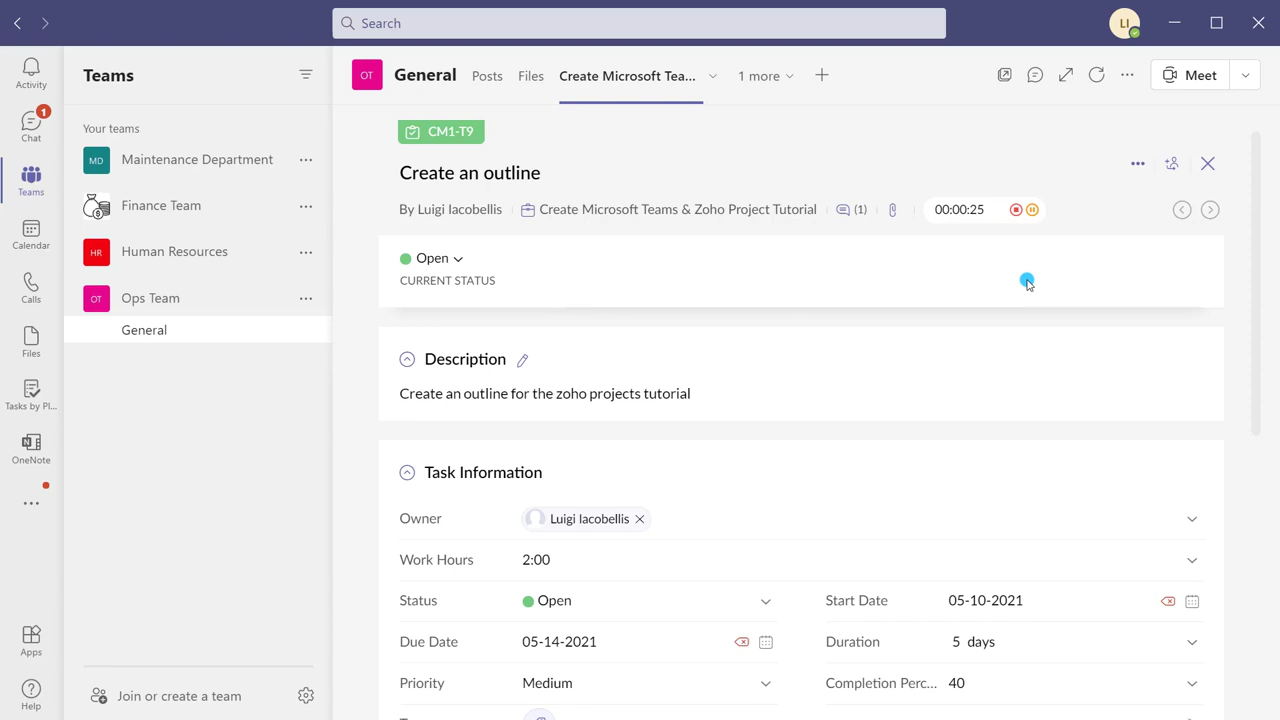 Search
LI
Activity
Chat
1
Teams
Calendar
Calls
Files
Tasks by Pl...
OneNote
Apps
Help
Teams
Your teams
MD Maintenance Department
Finance Team
HR Human Resources
OT Ops Team
General
Join or create a team
OT General Posts Files Create Microsoft Tea... 1 more Meet
CM1-T9
Create an outline
By Luigi Iacobellis Create Microsoft Teams & Zoho Project Tutorial (1) 00:00:25
Open
CURRENT STATUS
Description
Create an outline for the zoho projects tutorial
Task Information
Owner Luigi Iacobellis
Work Hours 2:00
Status Open Start Date 05-10-2021
Due Date 05-14-2021 Duration 5 days
Priority Medium Completion Perc... 40